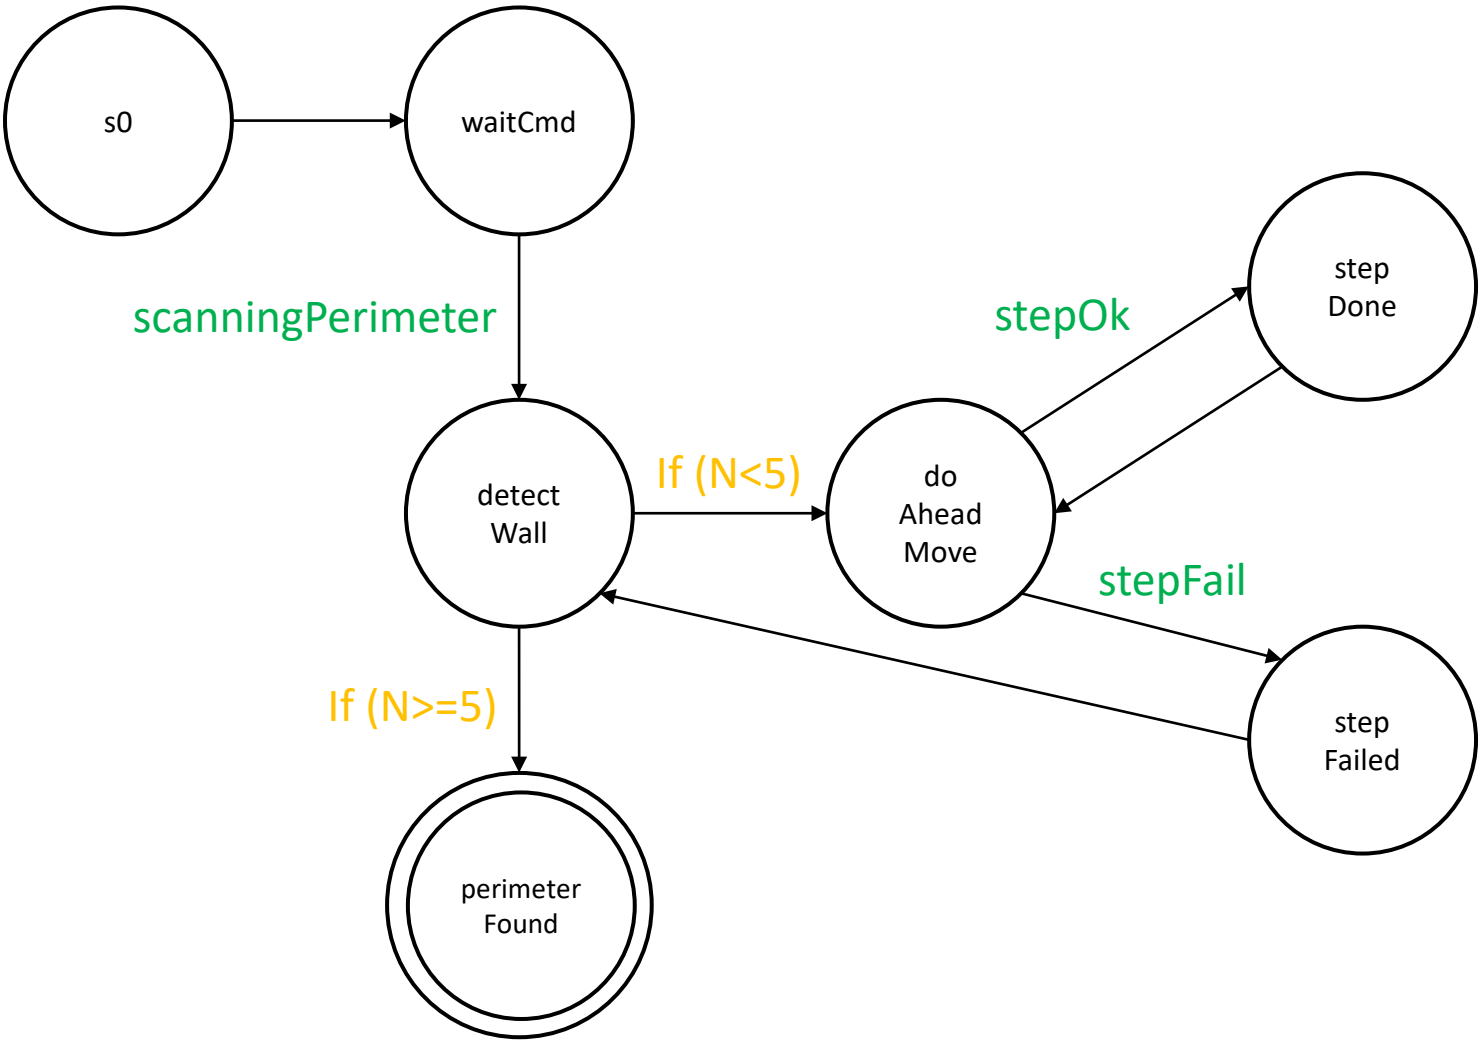 s0
waitCmd
scanningPerimeter
stepOk
step
Done
If (N<5)
detect
Wall
do
Ahead
Move
stepFail
If (N>=5)
step
Failed
perimeter
Found